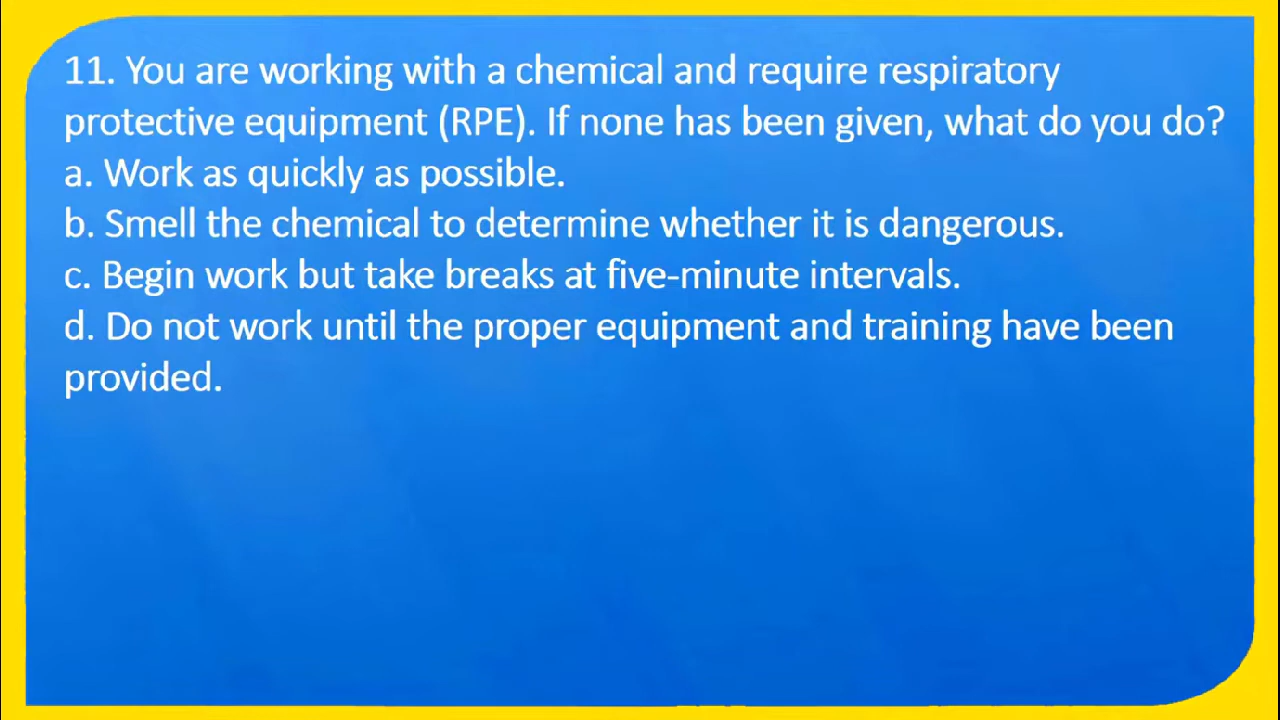 11. You are working with a chemical and require respiratory
protective equipment (RPE). If none has been given, what do you do?
a. Work as quickly as possible.
b. Smell the chemical to determine whether it is dangerous.
c. Begin work but take breaks at five-minute intervals.
d. Do not work until the proper equipment and training have been
provided.